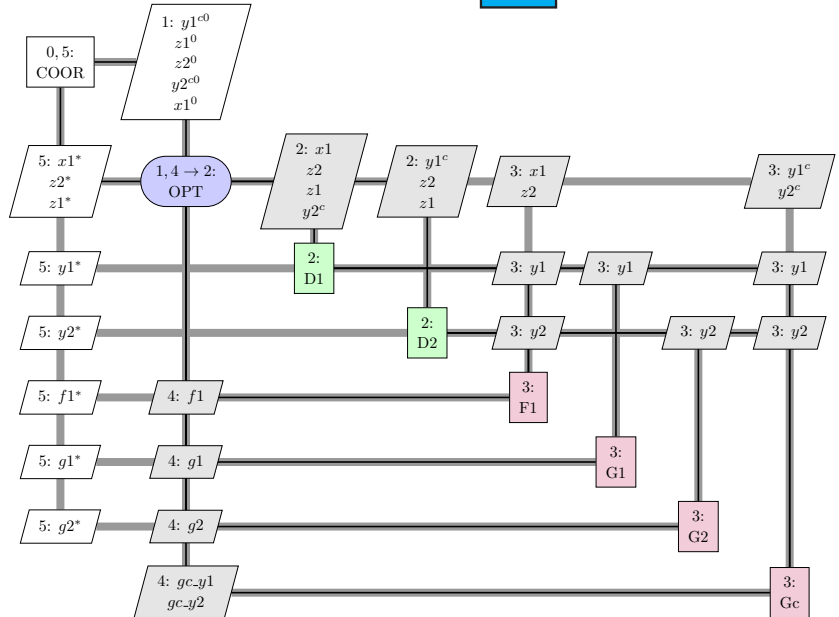 0, 5:
COOR
1: y1^{c0}
z1^0
z2^0
y2^{c0}
x1^0
5: x1*
z2*
z1*
1, 4 → 2:
OPT
2: x1
z2
z1
y2^c
2: y1^c
z2
z1
3: x1
z2
3: y1^c
y2^c
5: y1*
2:
D1
3: y1
3: y1
3: y1
5: y2*
2:
D2
3: y2
3: y2
3: y2
5: f1*
4: f1
3:
F1
5: g1*
4: g1
3:
G1
5: g2*
4: g2
3:
G2
4: gc_y1
gc_y2
3:
Gc